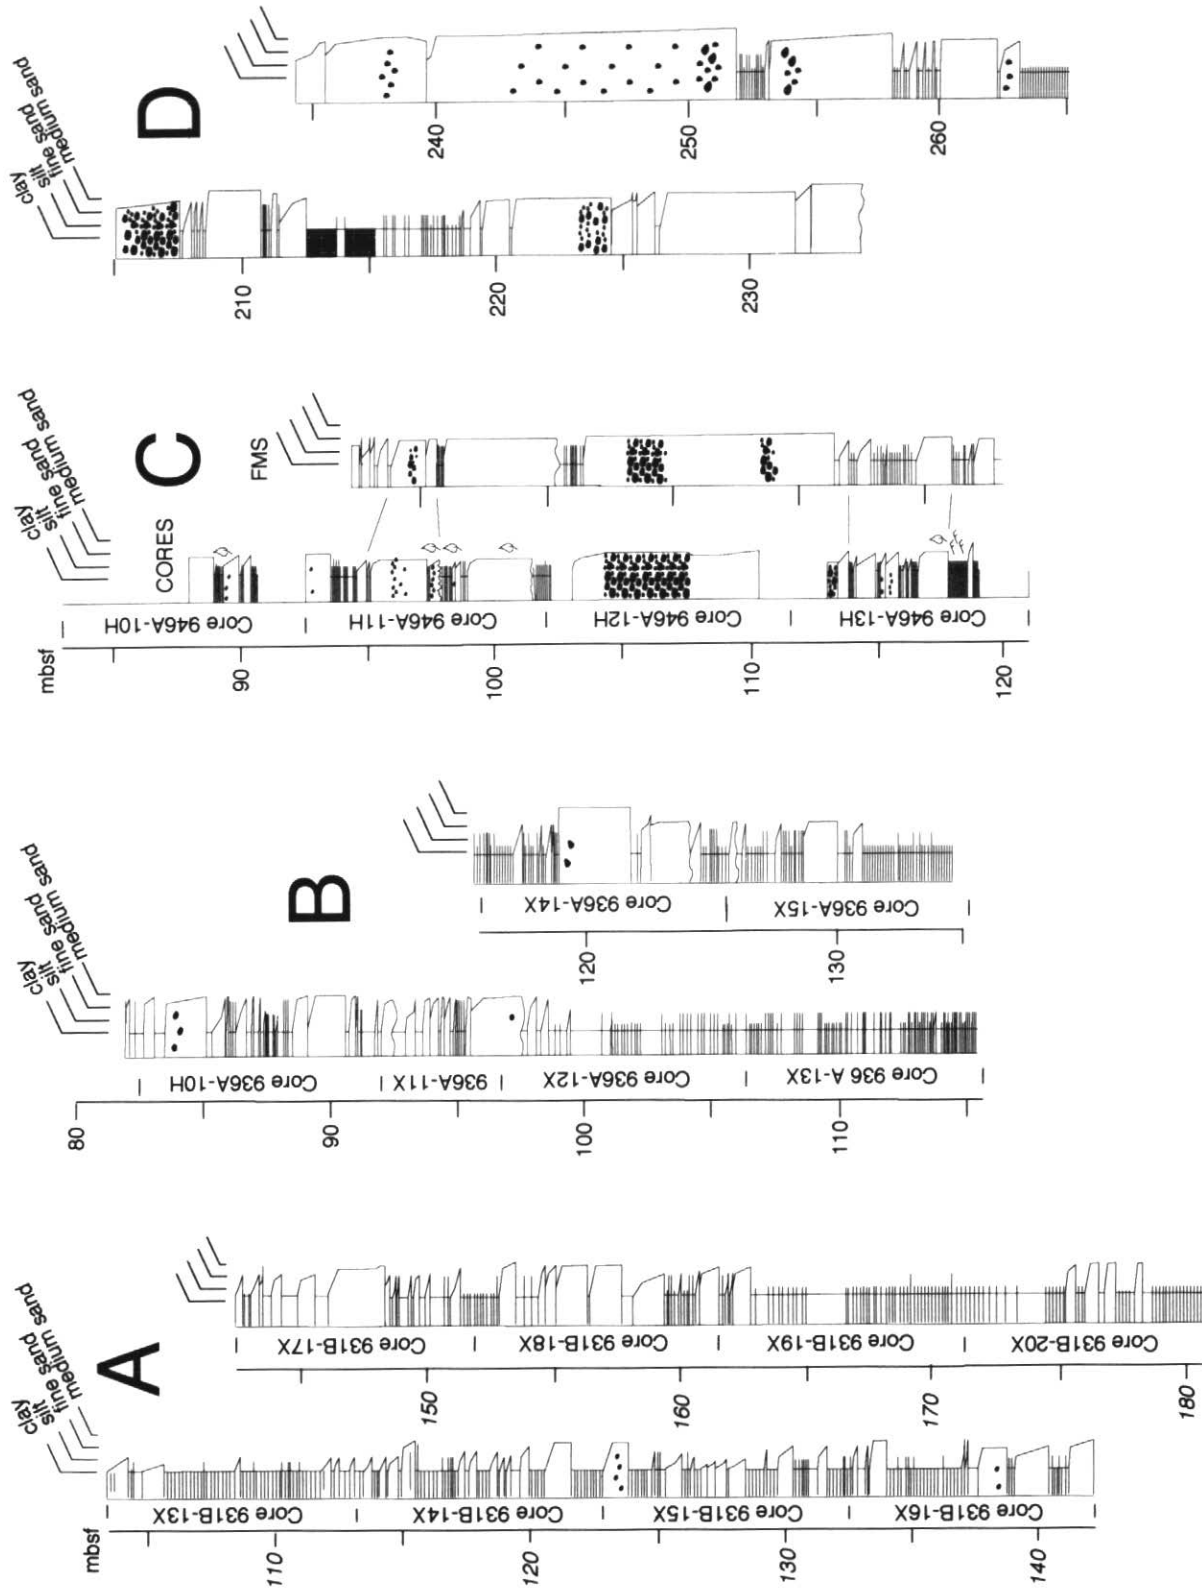 A
mbsf
clay
silt
fine sand
medium sand
110
120
130
140
Core 931B-13X
Core 931B-14X
Core 931B-15X
Core 931B-16X
150
160
170
180
Core 931B-17X
Core 931B-18X
Core 931B-19X
Core 931B-20X
B
clay
silt
fine sand
medium sand
80
90
100
110
Core 936A-10H
936A-11X
Core 936A-12X
Core 936 A-13X
120
130
Core 936A-14X
Core 936A-15X
C
mbsf
clay
silt
fine sand
medium sand
CORES
FMS
90
100
110
120
Core 946A-10H
Core 946A-11H
Core 946A-12H
Core 946A-13H
D
clay
silt
fine sand
medium sand
210
220
230
240
250
260